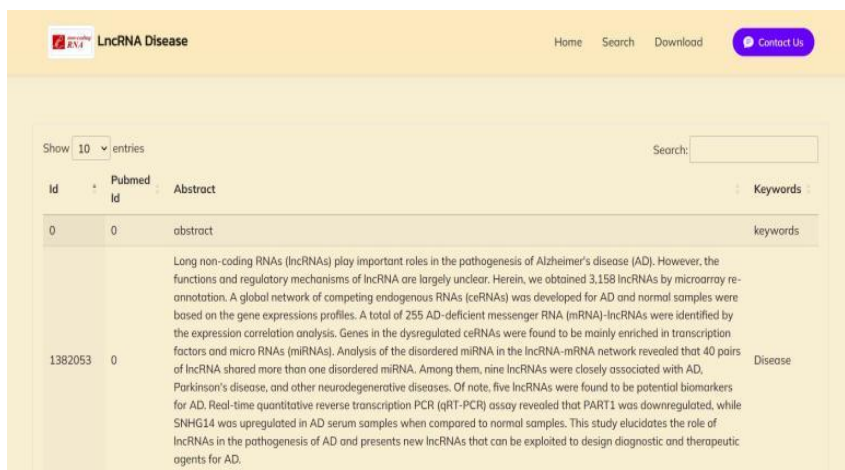 non-coding
RNA
LncRNA Disease
Home Search Download Contact Us
Show 10 entries
Search:
Id Pubmed Id Abstract Keywords
0 0 abstract keywords
Long non-coding RNAs (lncRNAs) play important roles in the pathogenesis of Alzheimer's disease (AD). However, the
functions and regulatory mechanisms of lncRNA are largely unclear. Herein, we obtained 3,158 lncRNAs by microarray re-
annotation. A global network of competing endogenous RNAs (ceRNAs) was developed for AD and normal samples were
based on the gene expressions profiles. A total of 255 AD-deficient messenger RNA (mRNA)-lncRNAs were identified by
the expression correlation analysis. Genes in the dysregulated ceRNAs were found to be mainly enriched in transcription
factors and micro RNAs (miRNAs). Analysis of the disordered miRNA in the lncRNA-mRNA network revealed that 40 pairs
1382053 0 of lncRNA shared more than one disordered miRNA. Among them, nine lncRNAs were closely associated with AD, Disease
Parkinson's disease, and other neurodegenerative diseases. Of note, five lncRNAs were found to be potential biomarkers
for AD. Real-time quantitative reverse transcription PCR (qRT-PCR) assay revealed that PART1 was downregulated, while
SNHG14 was upregulated in AD serum samples when compared to normal samples. This study elucidates the role of
lncRNAs in the pathogenesis of AD and presents new lncRNAs that can be exploited to design diagnostic and therapeutic
agents for AD.